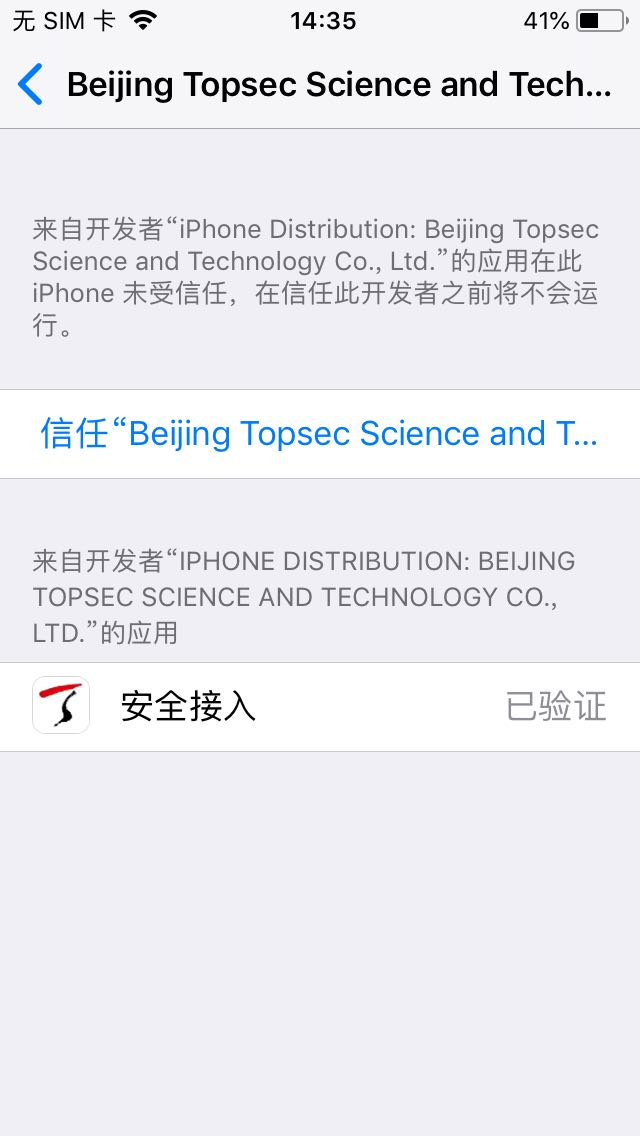 无 SIM 卡 14:35 41%
Beijing Topsec Science and Tech...
来自开发者“iPhone Distribution: Beijing Topsec
Science and Technology Co., Ltd.”的应用在此
iPhone 未受信任，在信任此开发者之前将不会运
行。
信任“Beijing Topsec Science and T...
来自开发者“IPHONE DISTRIBUTION: BEIJING
TOPSEC SCIENCE AND TECHNOLOGY CO.,
LTD.”的应用
安全接入 已验证